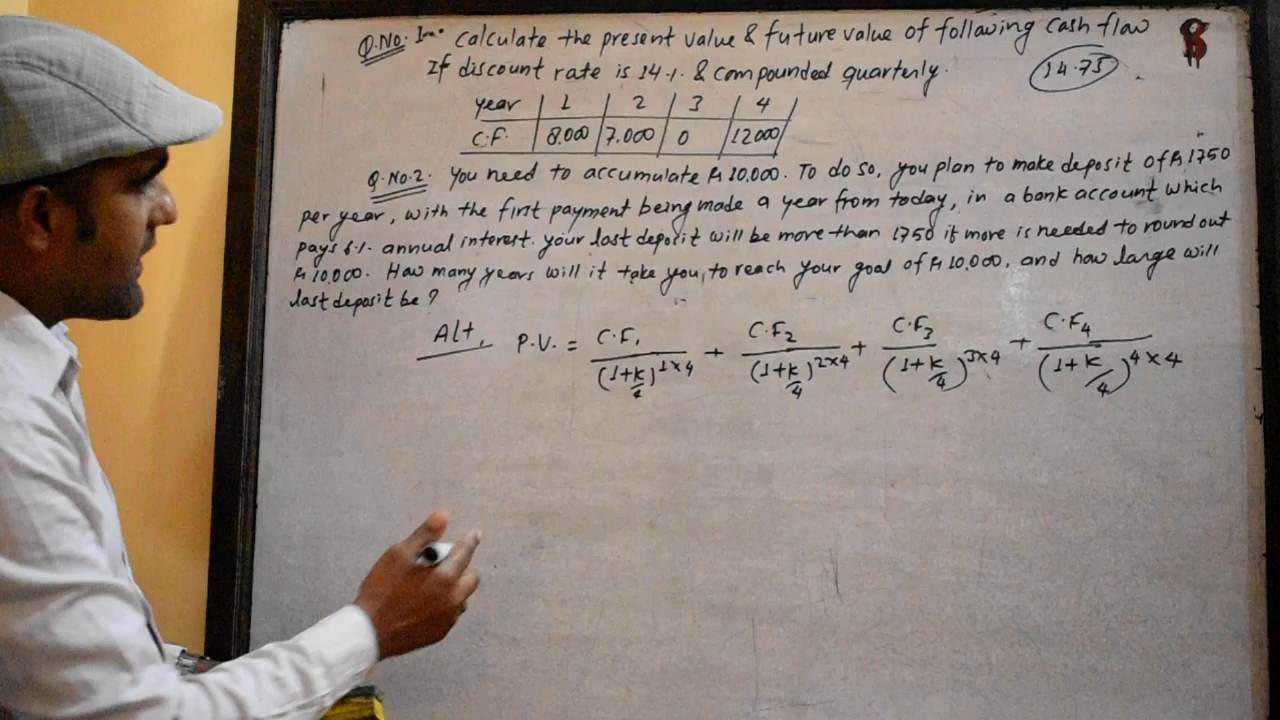 Q.No. 1:- Calculate the present value & future value of following cash flow
If discount rate is 14.1. & compounded quarterly.
14.75
year 1 2 3 4
C.F. 8.000 7.000 0 12000
Q.No.2. You need to accumulate Rs 10,000. To do so, you plan to make deposit of Rs 1750
per year, with the first payment being made a year from today, in a bank account which
pays 6.1. annual interest. your last deposit will be more than 1750 if more is needed to round out
Rs 10,000. How many years will it take you, to reach your goal of Rs 10,000, and how large will
last deposit be?
Alt, P.V. = C.F1 / (1+k/4)^1×4 + C.F2 / (1+k/4)^2×4 + C.F3 / (1+k/4)^3×4 + C.F4 / (1+k/4)^4×4